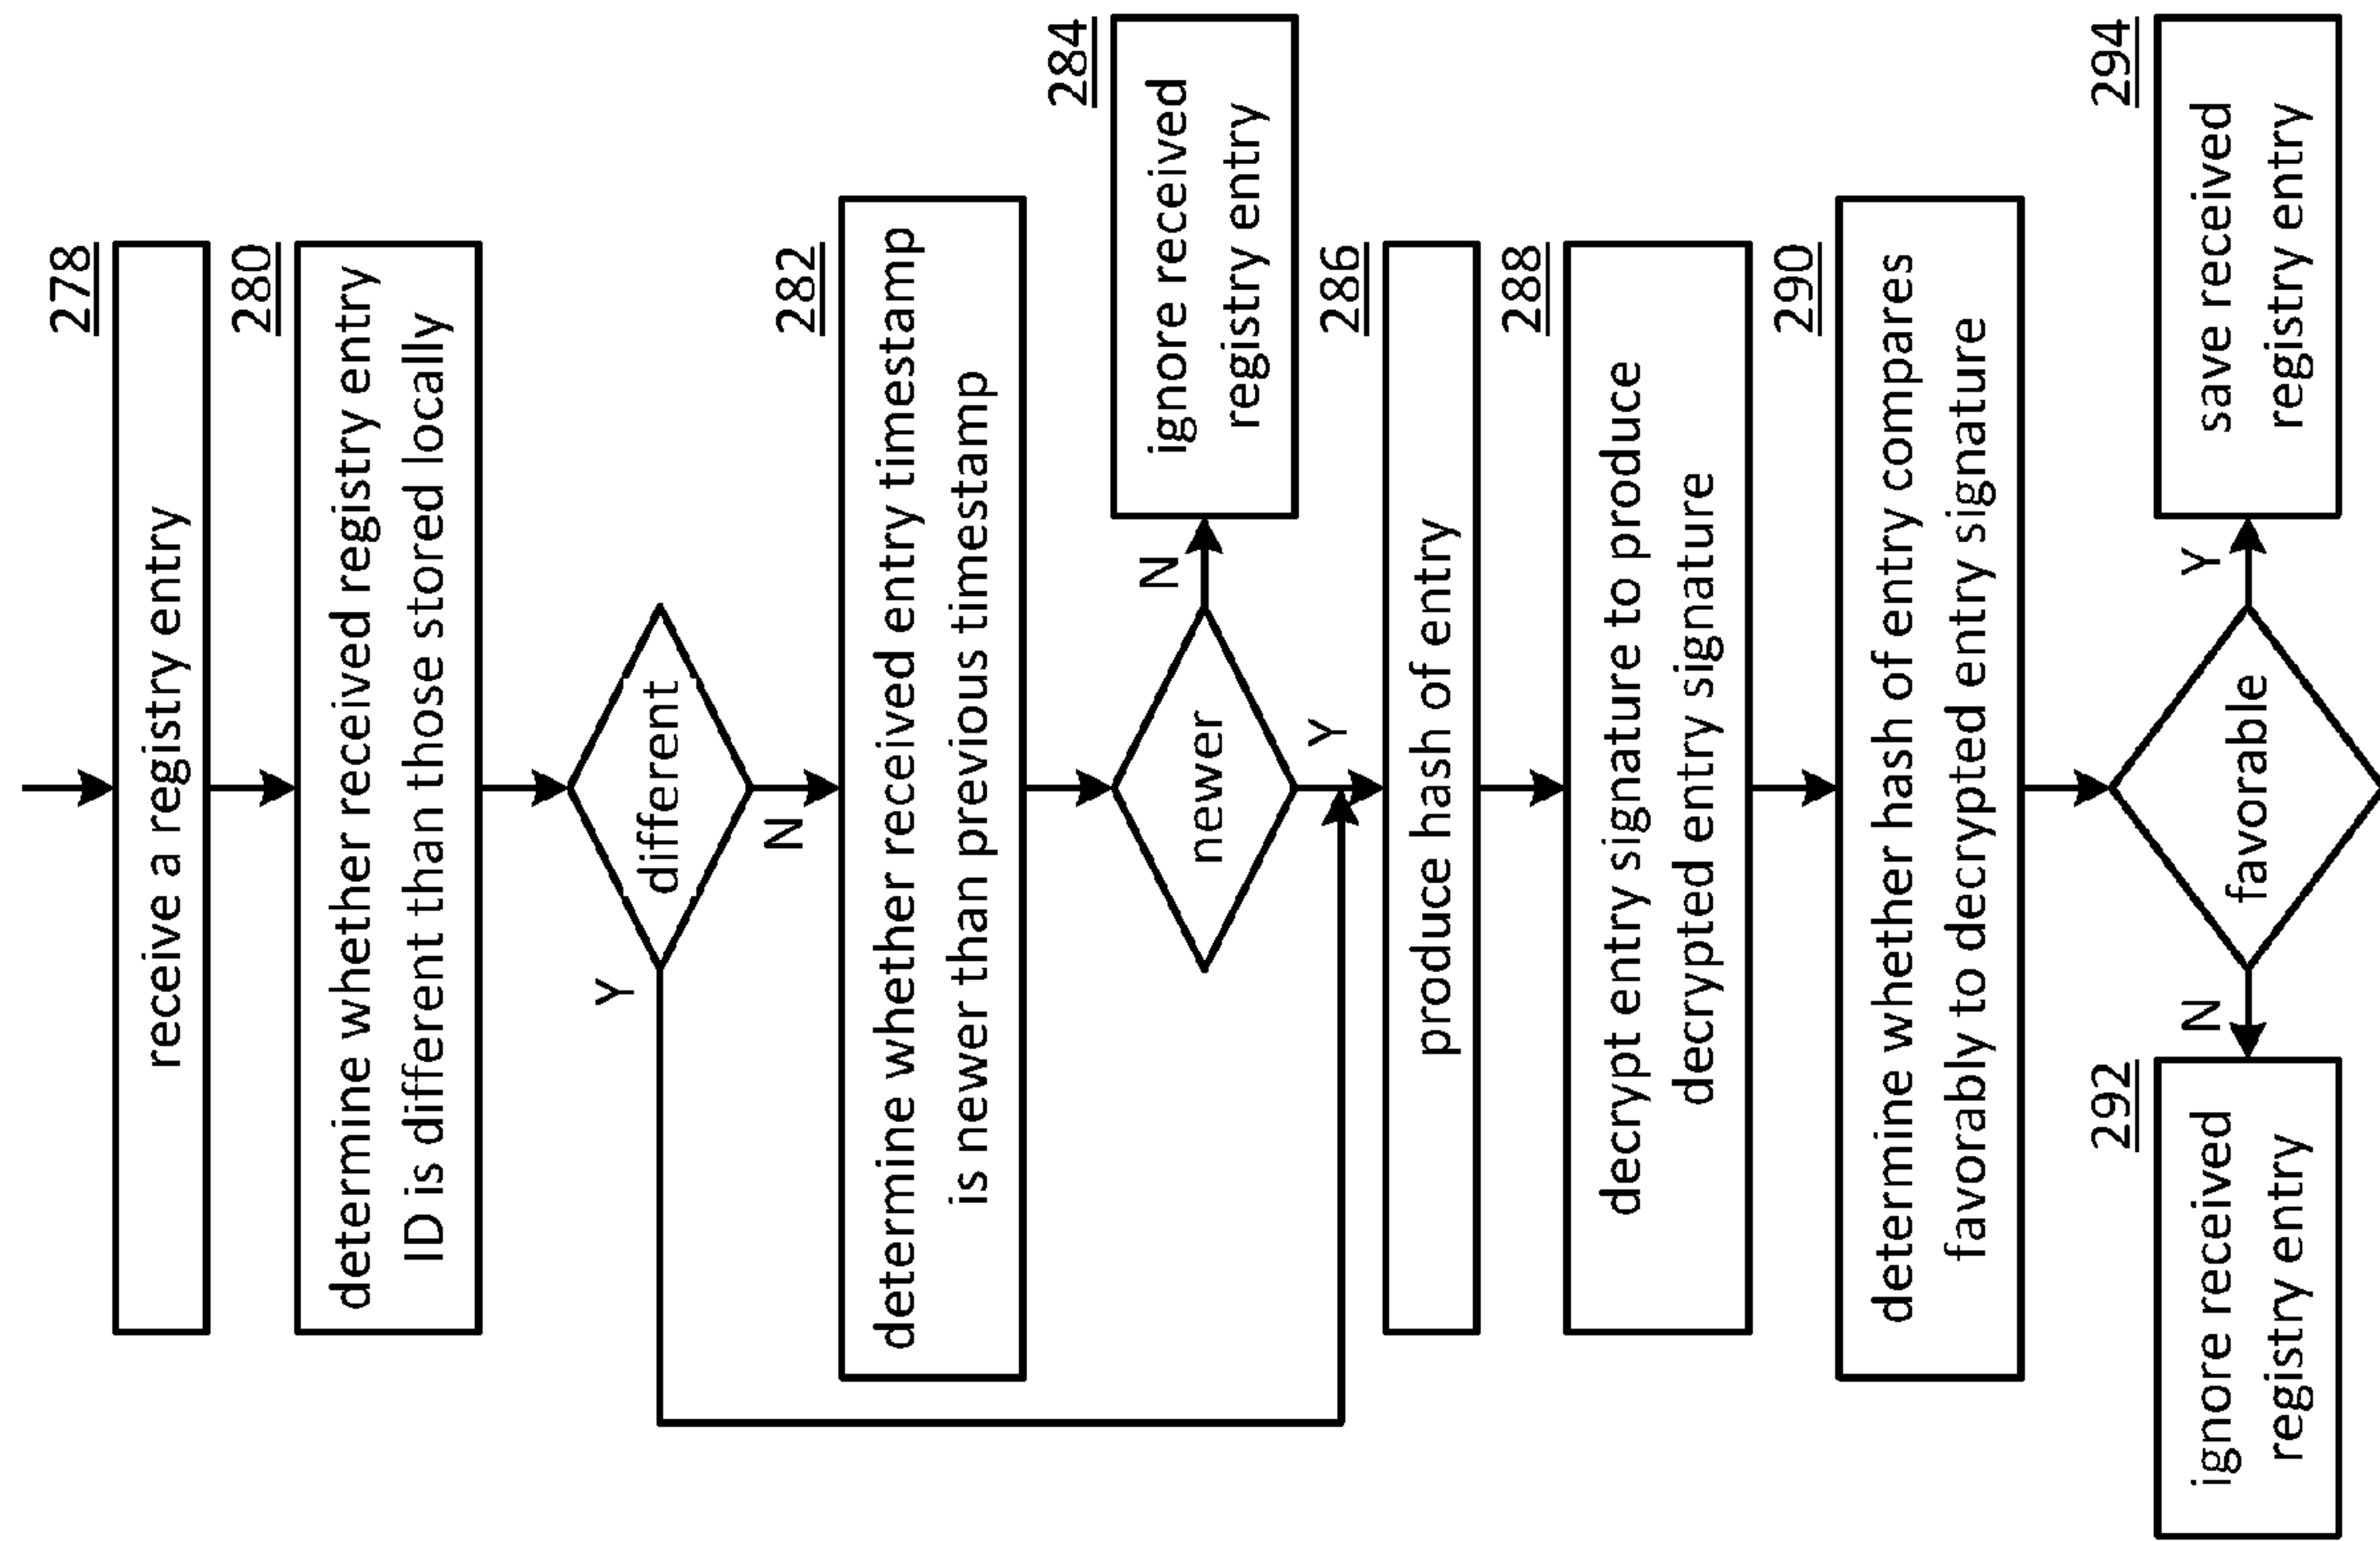 278
receive a registry entry
280
determine whether received registry entry
ID is different than those stored locally
different
Y
N
282
determine whether received entry timestamp
is newer than previous timestamp
newer
N
284
ignore received
registry entry
Y
286
produce hash of entry
288
decrypt entry signature to produce
decrypted entry signature
290
determine whether hash of entry compares
favorably to decrypted entry signature
favorable
N
Y
292
ignore received
registry entry
294
save received
registry entry